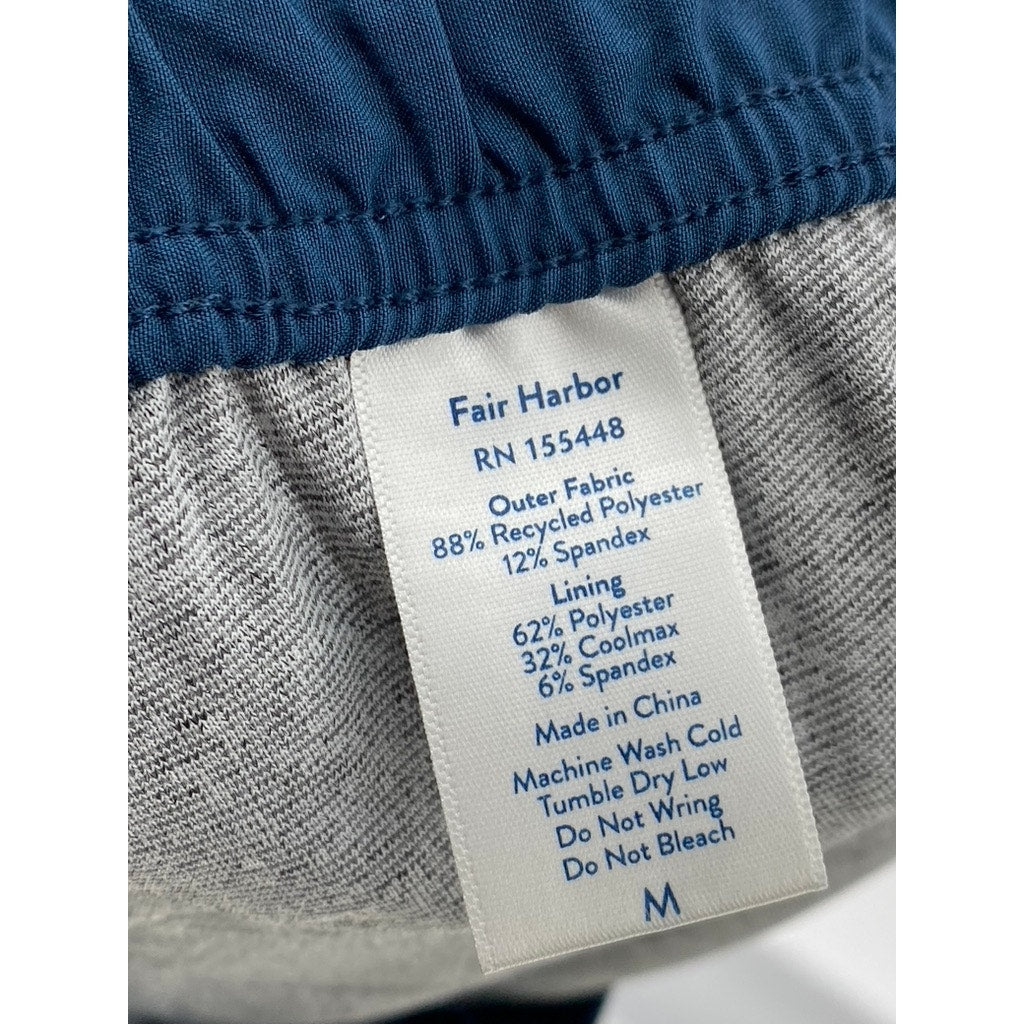 Fair Harbor
RN 155448
Outer Fabric
88% Recycled Polyester
12% Spandex
Lining
62% Polyester
32% Coolmax
6% Spandex
Made in China
Machine Wash Cold
Tumble Dry Low
Do Not Wring
Do Not Bleach
M